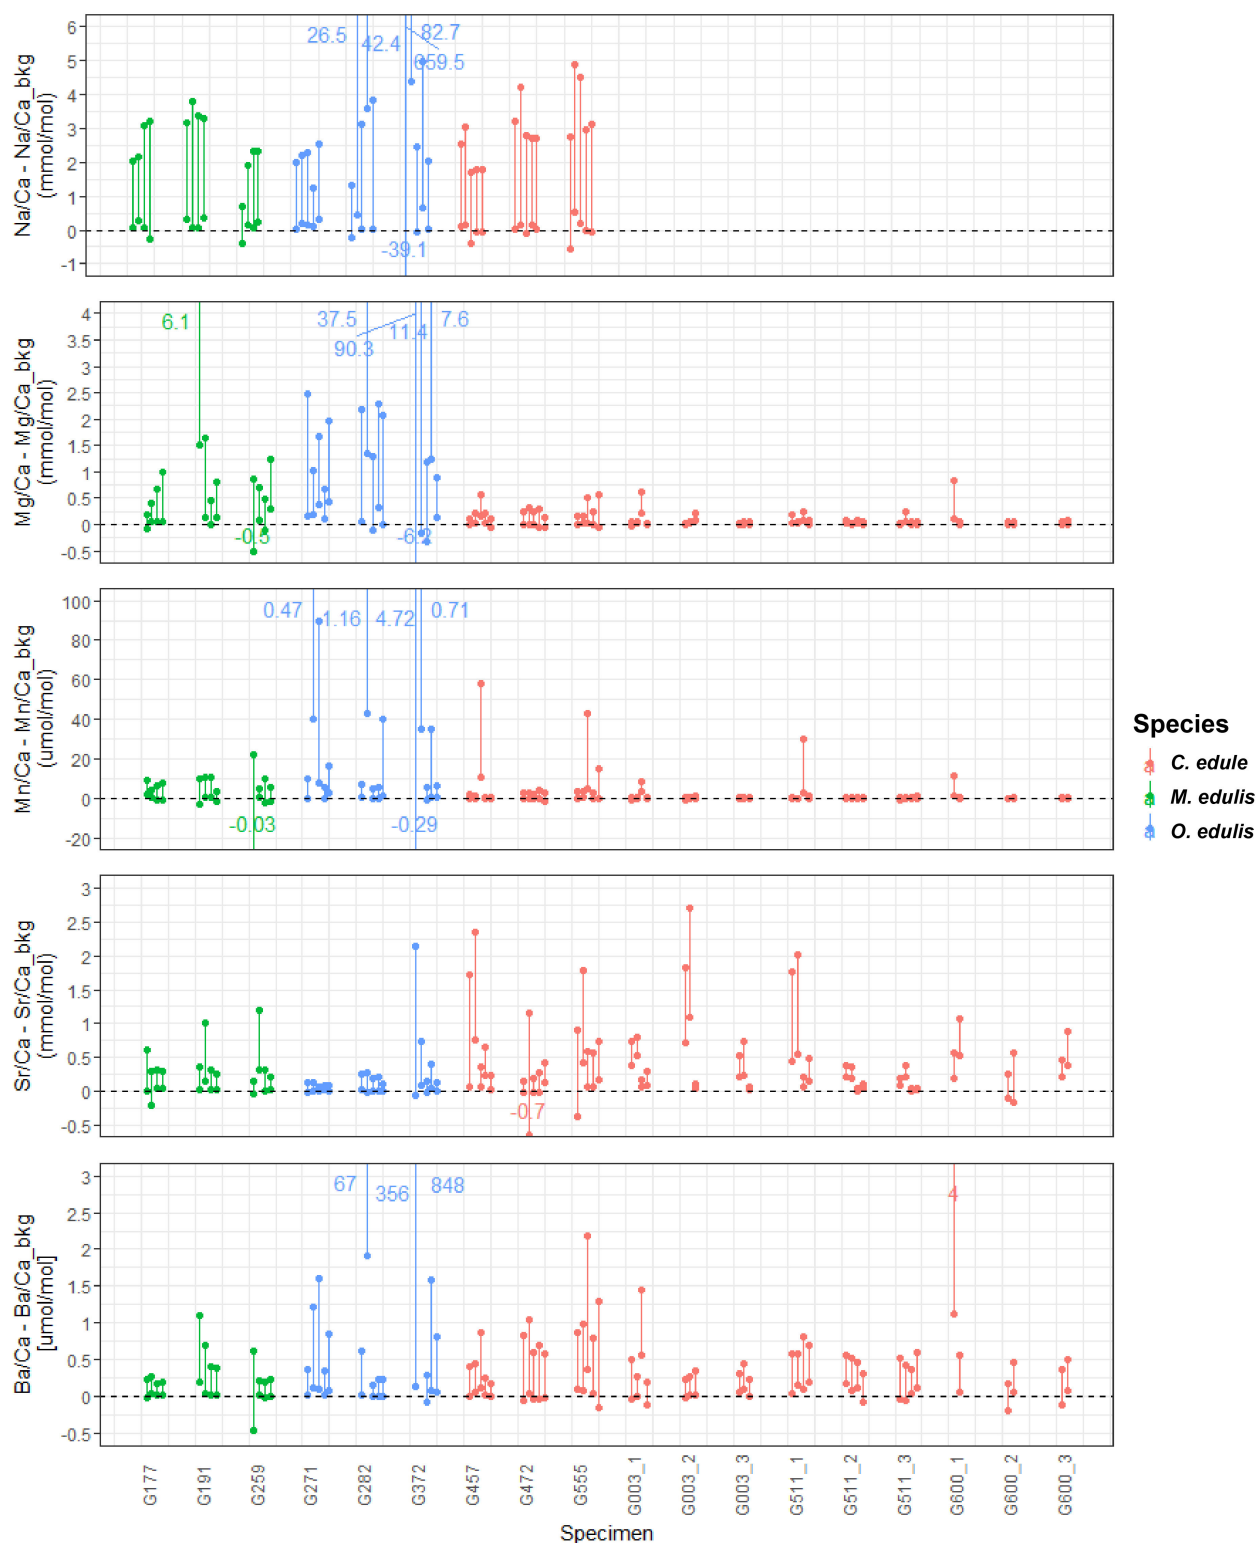 Na/Ca - Na/Ca_bkg
(mmol/mol)
6
5
4
3
2
1
0
-1
26.5
42.4
82.7
659.5
-39.1
Mg/Ca - Mg/Ca_bkg
(mmol/mol)
4
3.5
3
2.5
2
1.5
1
0.5
0
-0.5
6.1
37.5
90.3
11.4
7.6
-0.5
-6.2
Mn/Ca - Mn/Ca_bkg
(umol/mol)
100
80
60
40
20
0
-20
0.47
1.16
4.72
0.71
-0.03
-0.29
Species
C. edule
M. edulis
O. edulis
Sr/Ca - Sr/Ca_bkg
(mmol/mol)
3
2.5
2
1.5
1
0.5
0
-0.5
-0.7
Ba/Ca - Ba/Ca_bkg
[umol/mol]
3
2.5
2
1.5
1
0.5
0
-0.5
67
356
848
4
G177
G191
G259
G271
G282
G372
G457
G472
G555
G003_1
G003_2
G003_3
G511_1
G511_2
G511_3
G600_1
G600_2
G600_3
Specimen